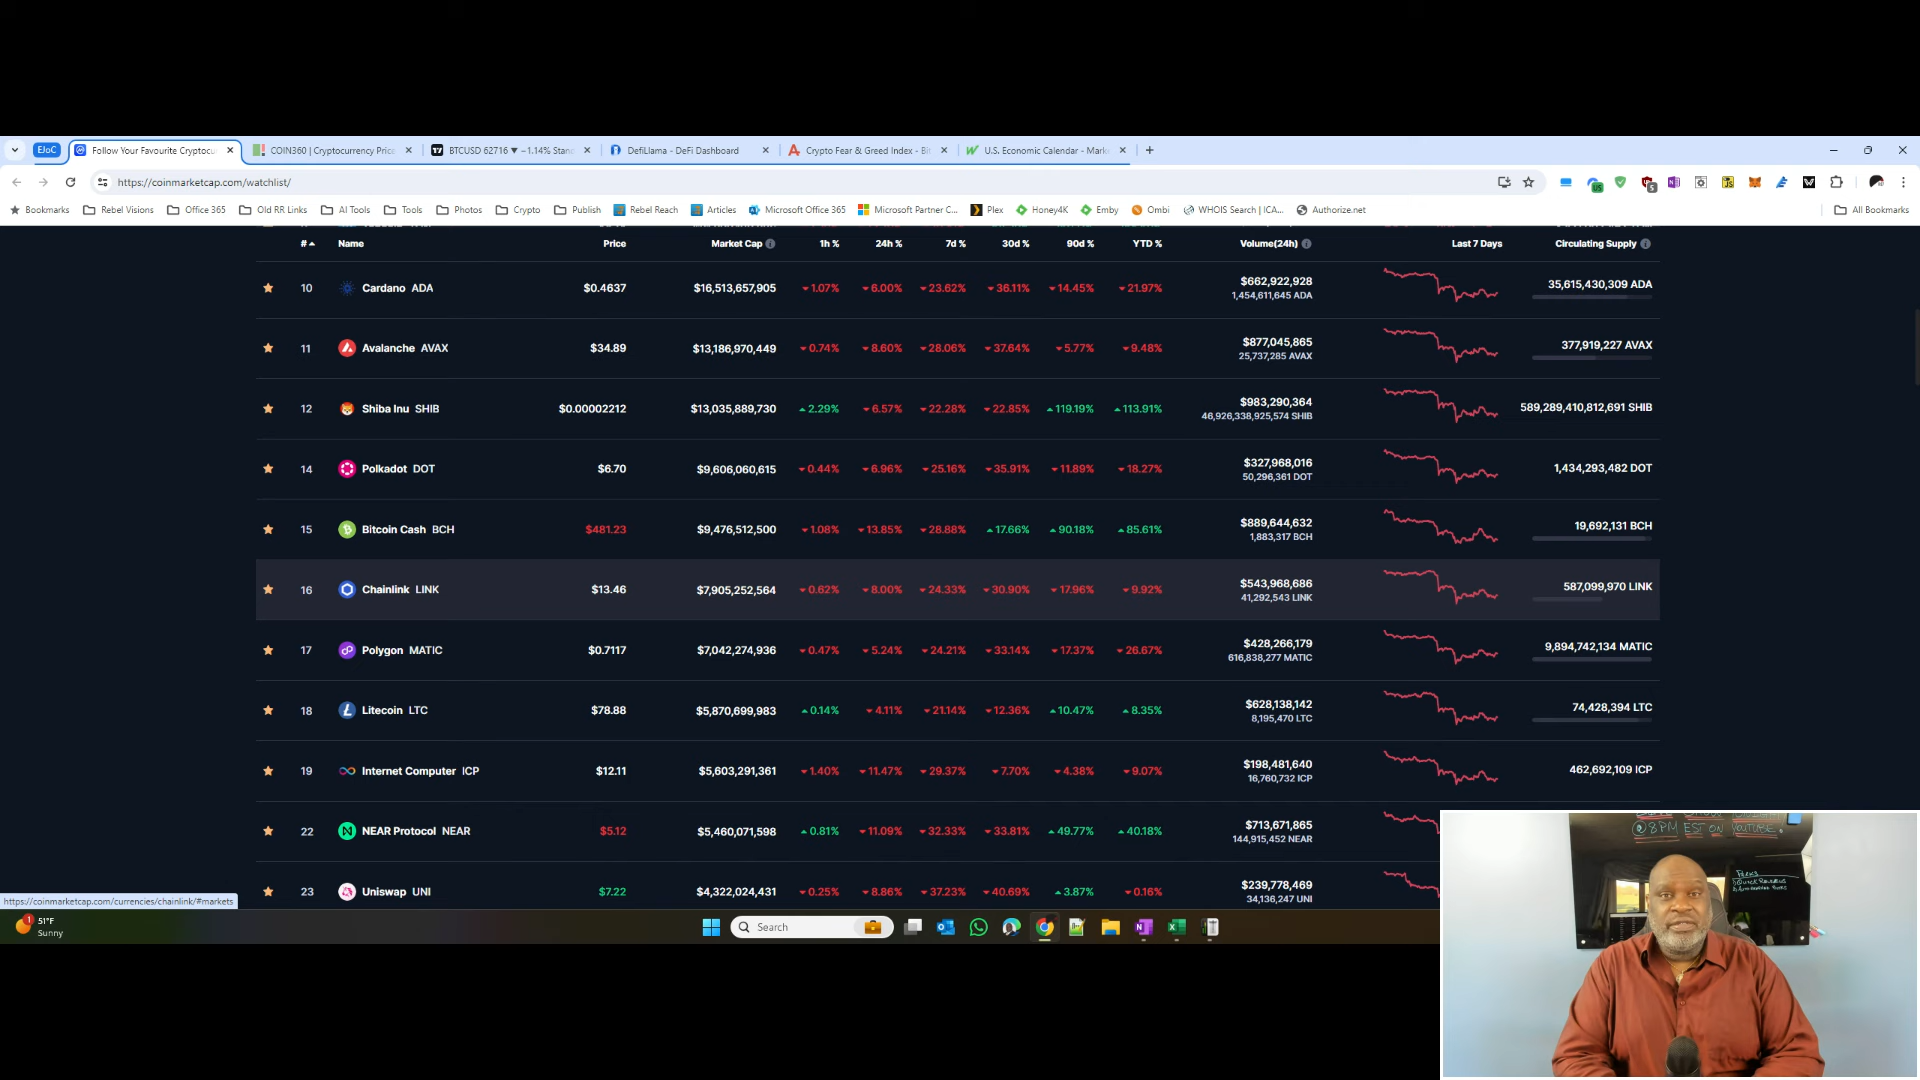 EJoC
Follow Your Favourite Cryptocu
COIN360 | Cryptocurrency Price
BTCUSD 62716 ▼ −1.14% Stan
DefiLlama - DeFi Dashboard
Crypto Fear & Greed Index - Bit
U.S. Economic Calendar - Mark
https://coinmarketcap.com/watchlist/
Bookmarks Rebel Visions Office 365 Old RR Links AI Tools Tools Photos Crypto Publish Rebel Reach Articles Microsoft Office 365 Microsoft Partner C... Plex Honey4K Emby Ombi WHOIS Search | ICA... Authorize.net All Bookmarks
# Name Price Market Cap 1h % 24h % 7d % 30d % 90d % YTD % Volume(24h) Last 7 Days Circulating Supply
10 Cardano ADA $0.4637 $16,513,657,905 1.07% 6.00% 23.62% 36.11% 14.45% 21.97% $662,922,928 35,615,430,309 ADA
1,454,611,645 ADA
11 Avalanche AVAX $34.89 $13,186,970,449 0.74% 8.60% 28.06% 37.64% 5.77% 9.48% $877,045,865 377,919,227 AVAX
25,737,285 AVAX
12 Shiba Inu SHIB $0.00002212 $13,035,889,730 2.29% 6.57% 22.28% 22.85% 119.19% 113.91% $983,290,364 589,289,410,812,691 SHIB
46,926,338,925,574 SHIB
14 Polkadot DOT $6.70 $9,606,060,615 0.44% 6.96% 25.16% 35.91% 11.89% 18.27% $327,968,016 1,434,293,482 DOT
50,296,361 DOT
15 Bitcoin Cash BCH $481.23 $9,476,512,500 1.08% 13.85% 28.88% 17.66% 90.18% 85.61% $889,644,632 19,692,131 BCH
1,883,317 BCH
16 Chainlink LINK $13.46 $7,905,252,564 0.62% 8.00% 24.33% 30.90% 17.96% 9.92% $543,968,686 587,099,970 LINK
41,292,543 LINK
17 Polygon MATIC $0.7117 $7,042,274,936 0.47% 5.24% 24.21% 33.14% 17.37% 26.67% $428,266,179 9,894,742,134 MATIC
616,838,277 MATIC
18 Litecoin LTC $78.88 $5,870,699,983 0.14% 4.11% 21.14% 12.36% 10.47% 8.35% $628,138,142 74,428,394 LTC
8,195,470 LTC
19 Internet Computer ICP $12.11 $5,603,291,361 1.40% 11.47% 29.37% 7.70% 4.38% 9.07% $198,481,640 462,692,109 ICP
16,760,732 ICP
22 NEAR Protocol NEAR $5.12 $5,460,071,598 0.81% 11.09% 32.33% 33.81% 49.77% 40.18% $713,671,865
144,915,452 NEAR
23 Uniswap UNI $7.22 $4,322,024,431 0.25% 8.86% 37.23% 40.69% 3.87% 0.16% $239,778,469
34,136,247 UNI
https://coinmarketcap.com/currencies/chainlink/#markets
51°F
Sunny
Search
@8PM EST ON YOUTUBE!